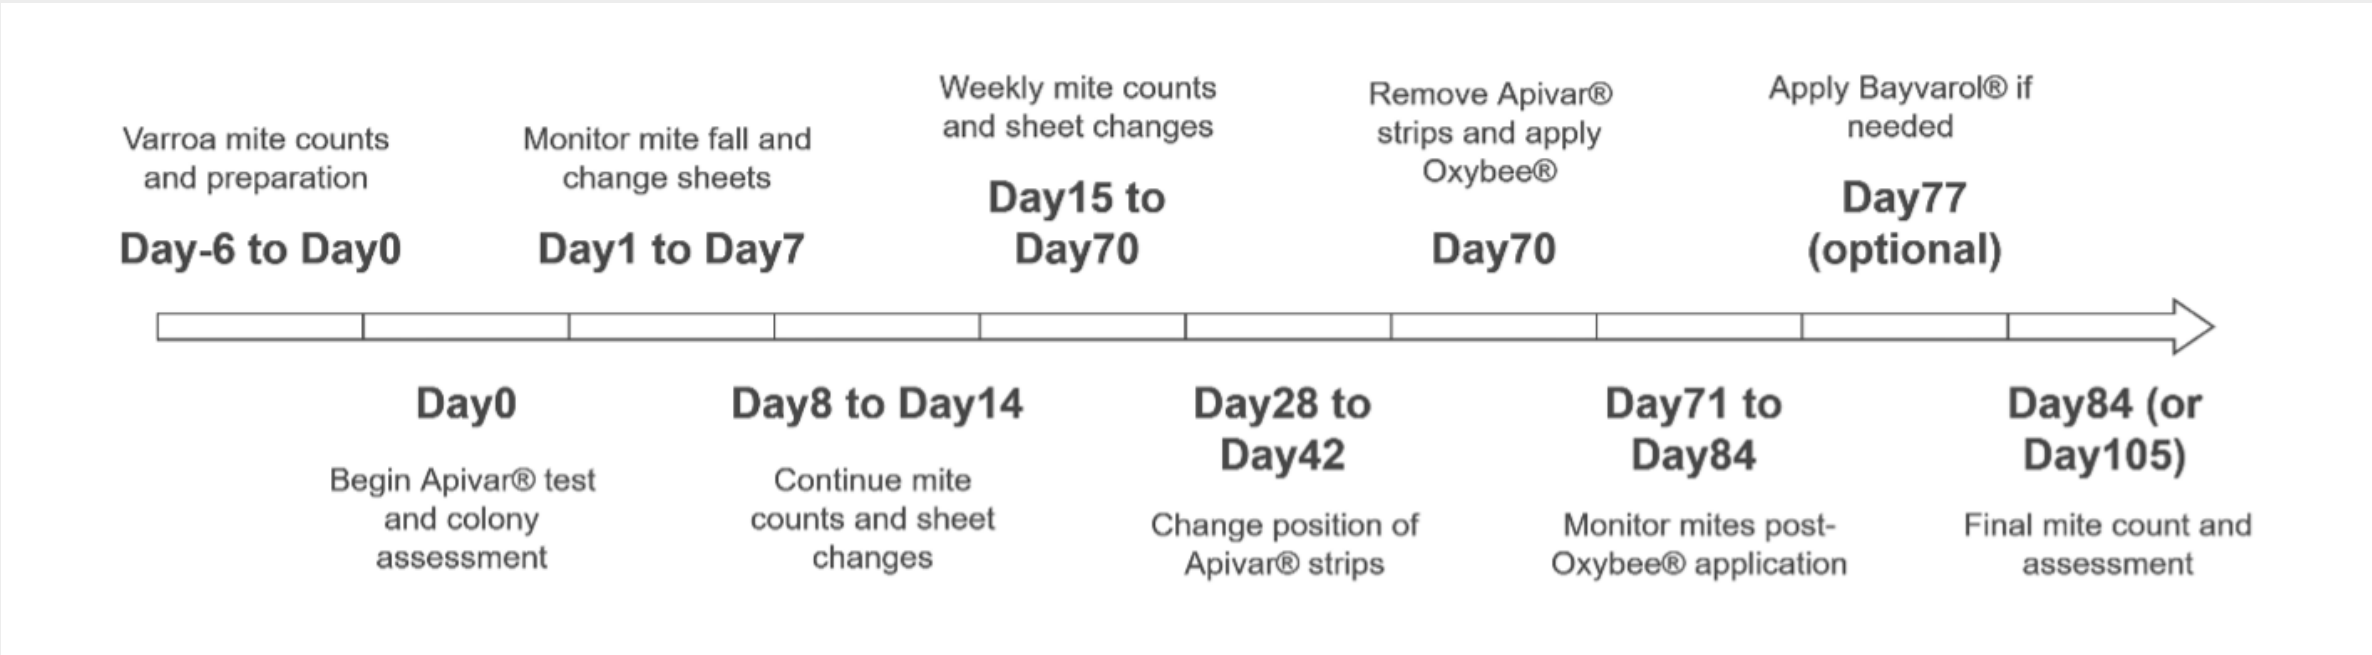 Varroa mite counts
and preparation
Day-6 to Day0
Day0
Begin Apivar® test
and colony
assessment
Monitor mite fall and
change sheets
Day1 to Day7
Day8 to Day14
Continue mite
counts and sheet
changes
Weekly mite counts
and sheet changes
Day15 to
Day70
Day28 to
Day42
Change position of
Apivar® strips
Remove Apivar®
strips and apply
Oxybee®
Day70
Day71 to
Day84
Monitor mites post-
Oxybee® application
Apply Bayvarol® if
needed
Day77
(optional)
Day84 (or
Day105)
Final mite count and
assessment